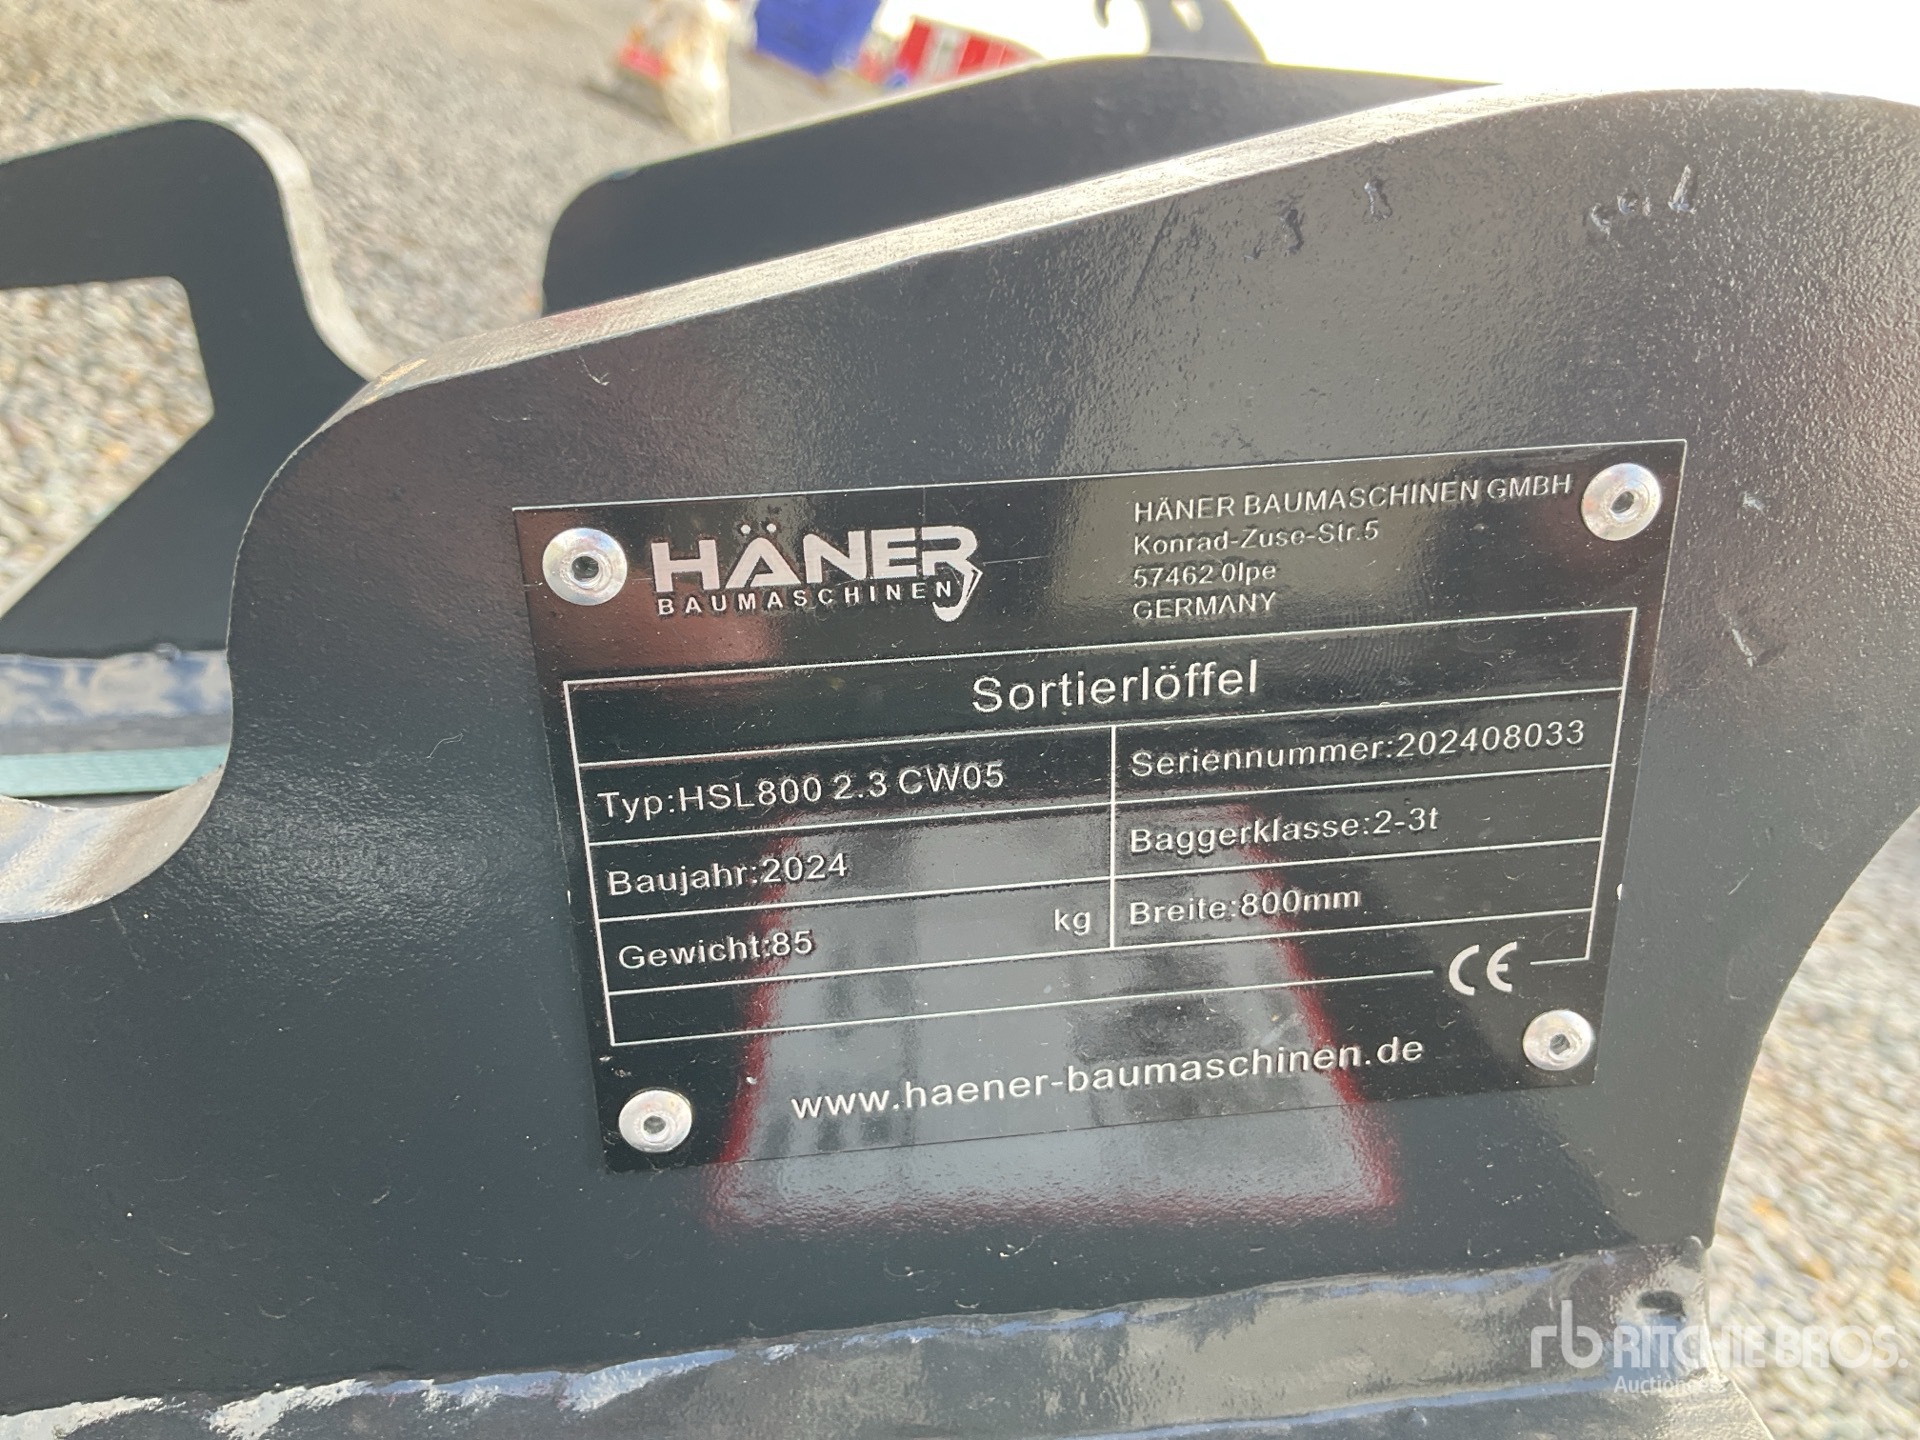 HÄNER
BAUMASCHINEN
HÄNER BAUMASCHINEN GMBH
Konrad-Zuse-Str.5
57462 Olpe
GERMANY
Sortierlöffel
Typ:HSL800 2.3 CW05
Seriennummer:202408033
Baujahr:2024
Baggerklasse:2-3t
Gewicht:85 kg
Breite:800mm
CE
www.haener-baumaschinen.de
rb RITCHIE BROS.
Auctioneers